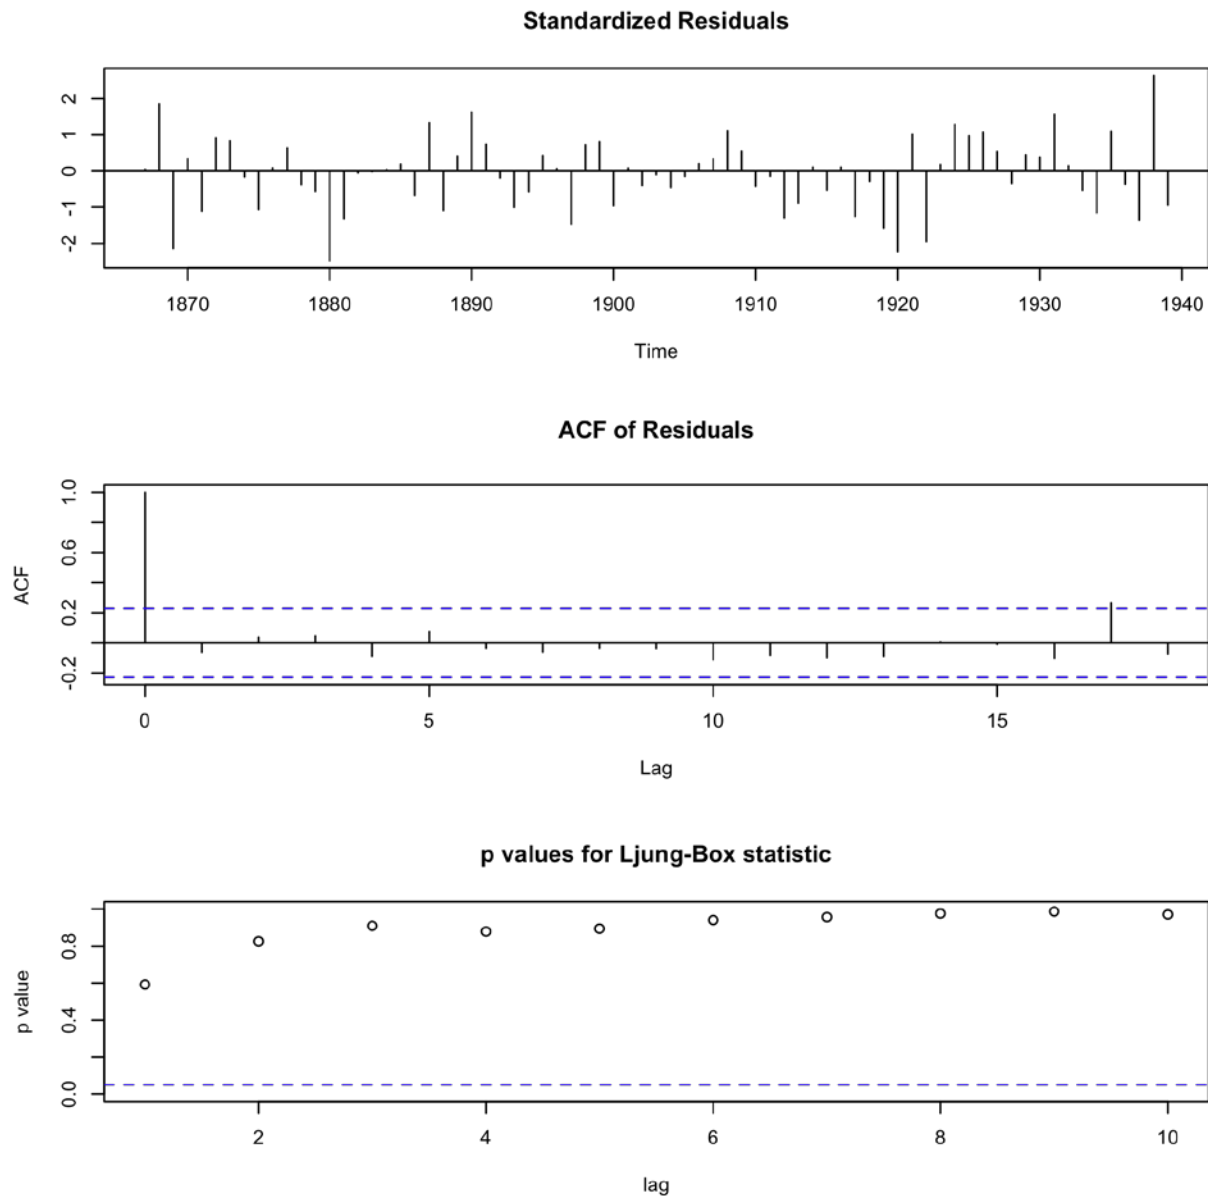 Standardized Residuals
2
1
0
-1
-2
1870 1880 1890 1900 1910 1920 1930 1940
Time
ACF of Residuals
1.0
0.6
0.2
-0.2
ACF
0 5 10 15
Lag
p values for Ljung-Box statistic
0.8
0.4
0.0
p value
2 4 6 8 10
lag